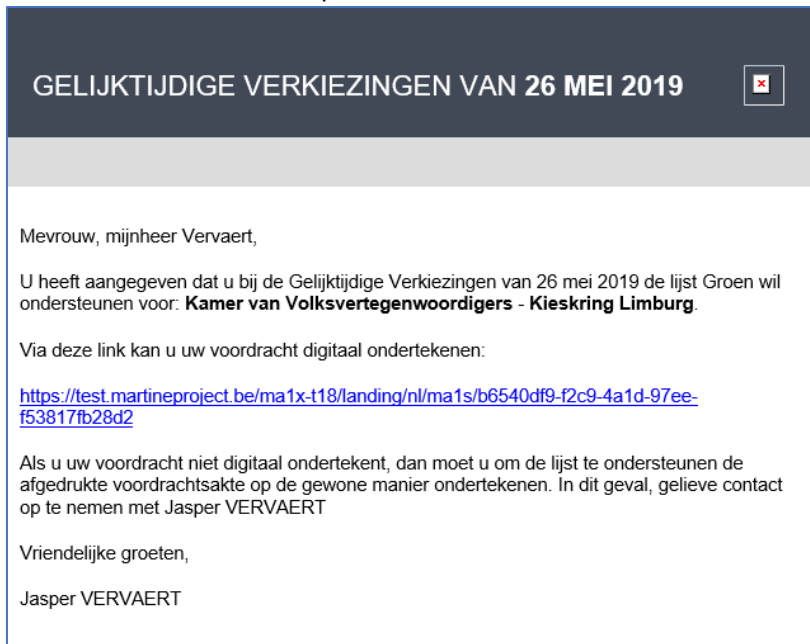 GELIJKTIJDIGE VERKIEZINGEN VAN 26 MEI 2019
Mevrouw, mijnheer Vervaert,
U heeft aangegeven dat u bij de Gelijktijdige Verkiezingen van 26 mei 2019 de lijst Groen wil
ondersteunen voor: Kamer van Volksvertegenwoordigers - Kieskring Limburg.
Via deze link kan u uw voordracht digitaal ondertekenen:
https://test.martineproject.be/ma1x-t18/landing/nl/ma1s/b6540df9-f2c9-4a1d-97ee-
f53817fb28d2
Als u uw voordracht niet digitaal ondertekent, dan moet u om de lijst te ondersteunen de
afgedrukte voordrachtsakte op de gewone manier ondertekenen. In dit geval, gelieve contact
op te nemen met Jasper VERVAERT
Vriendelijke groeten,
Jasper VERVAERT